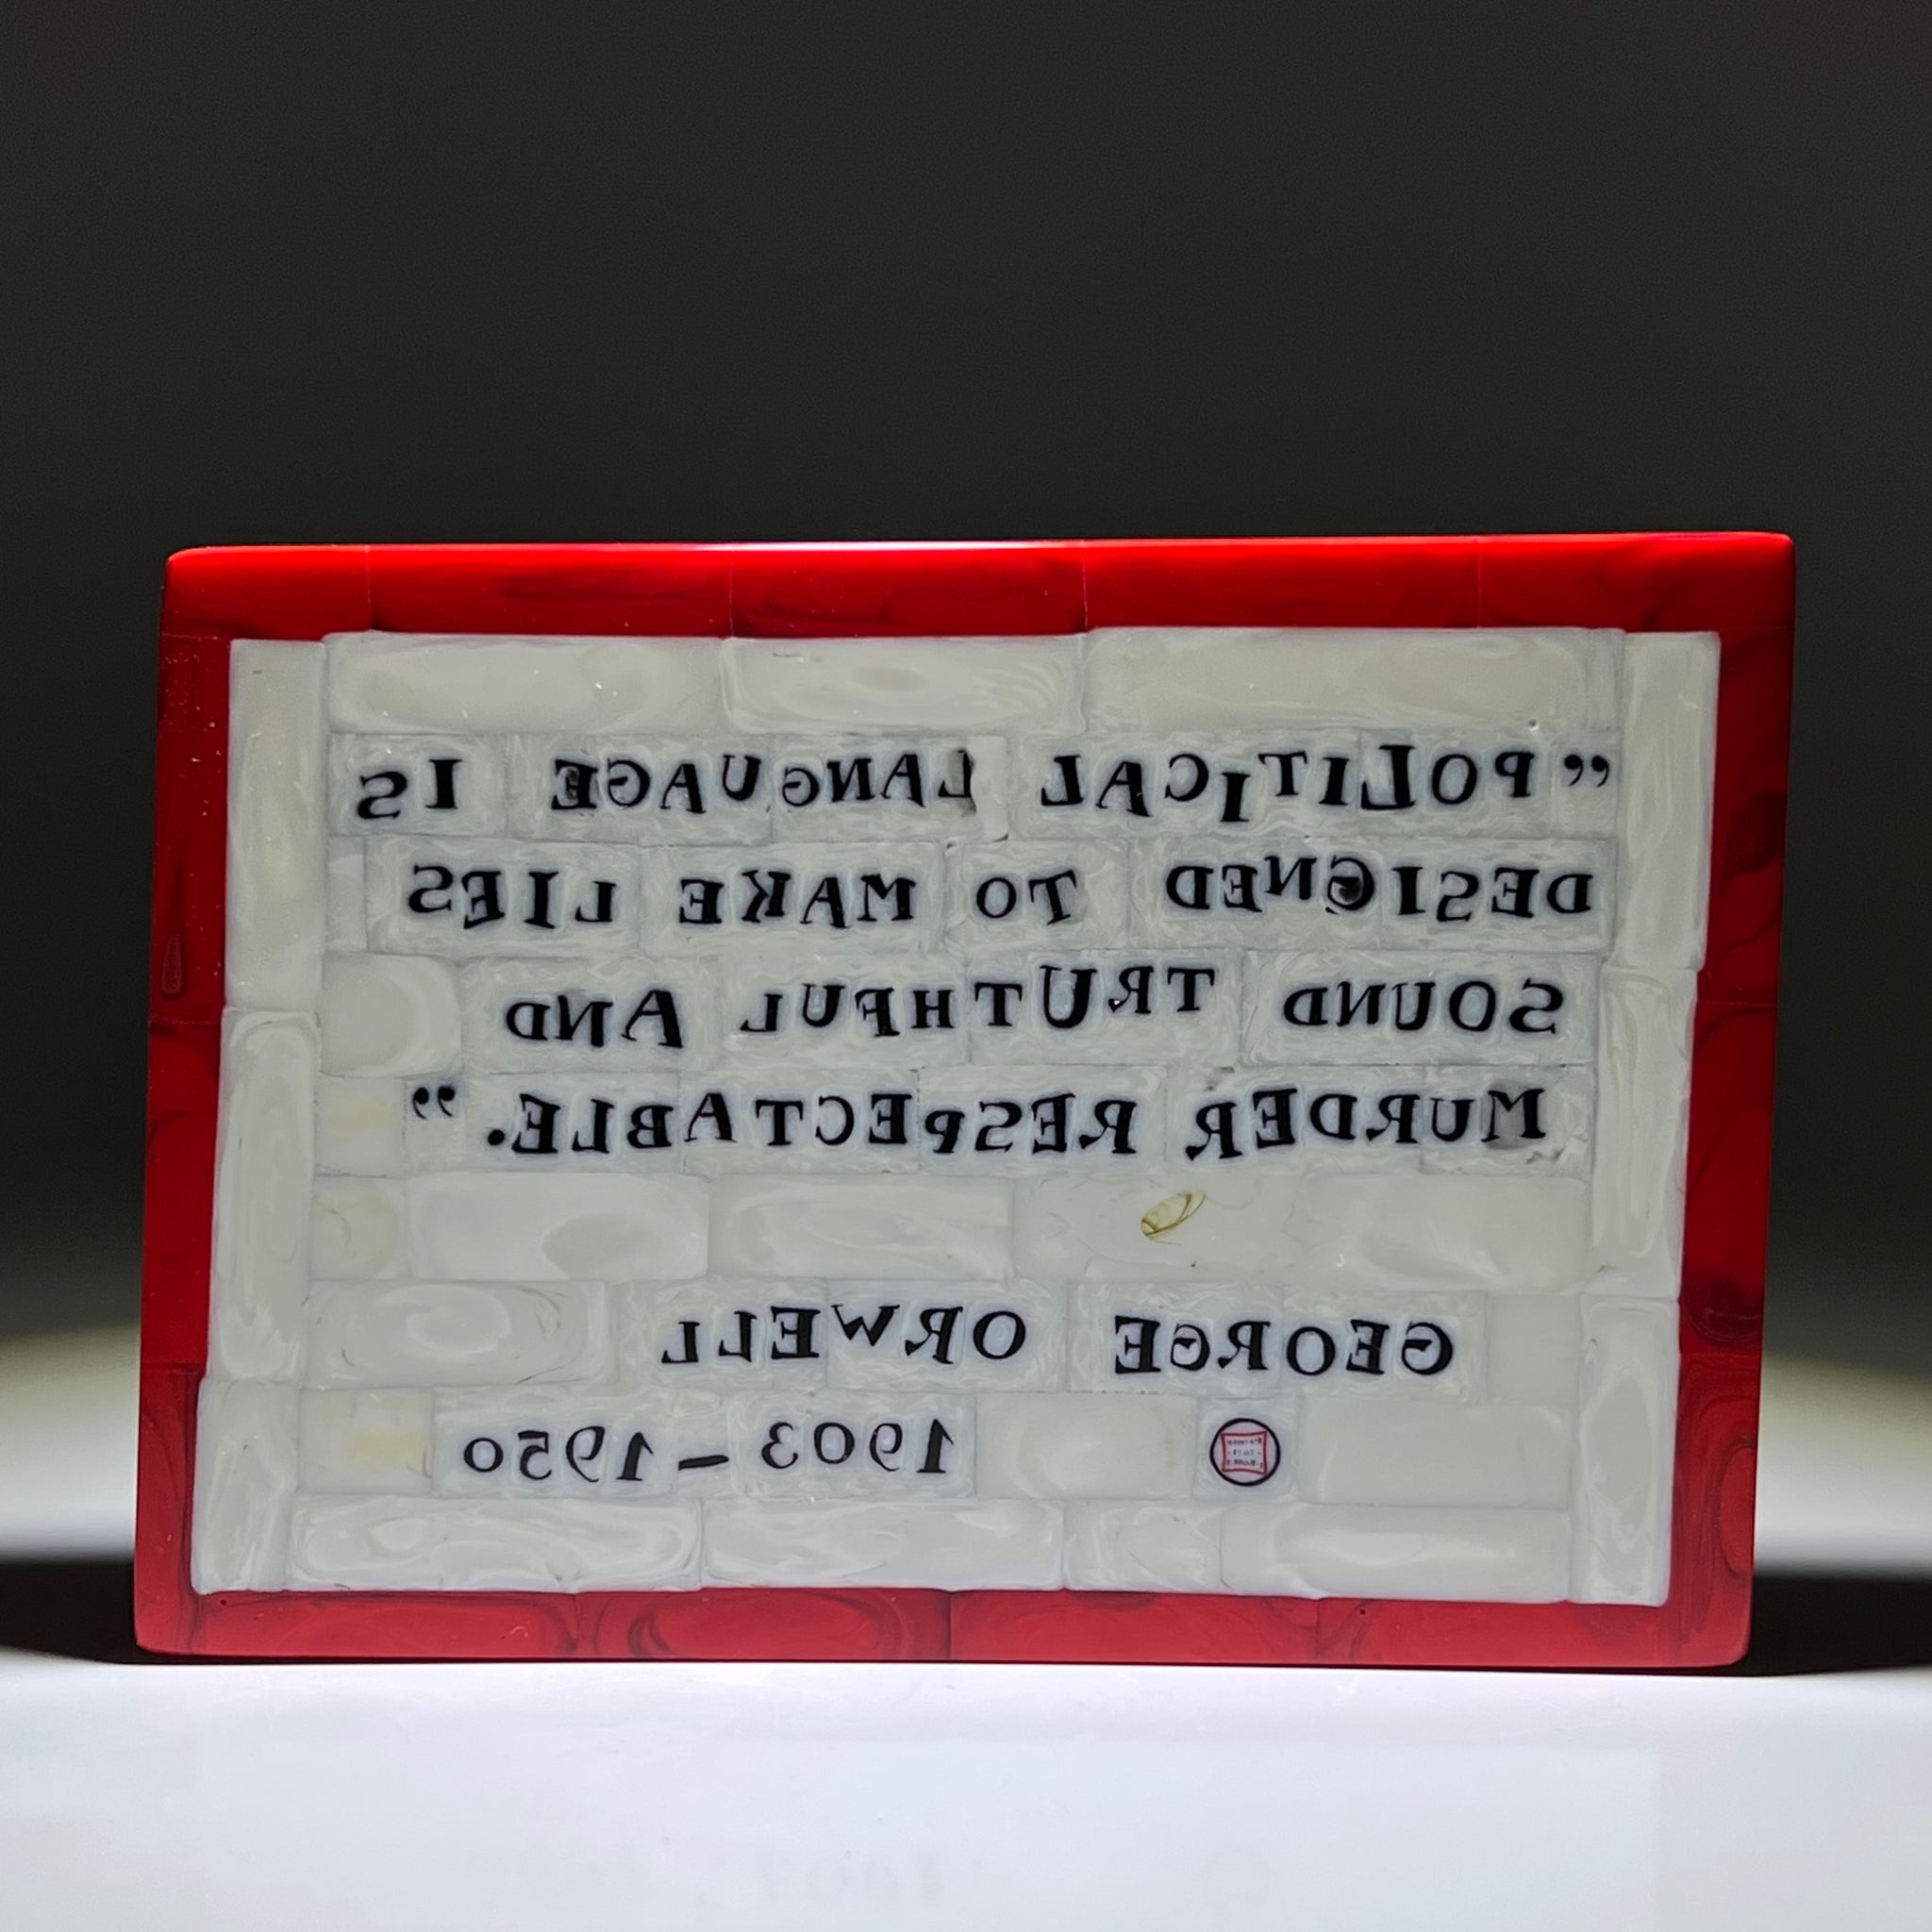 “POLITICAL LANGUAGE IS
DESIGNED TO MAKE LIES
SOUND TRUTHFUL AND
MURDER RESPECTABLE.”
GEORGE ORWELL
1903-1950